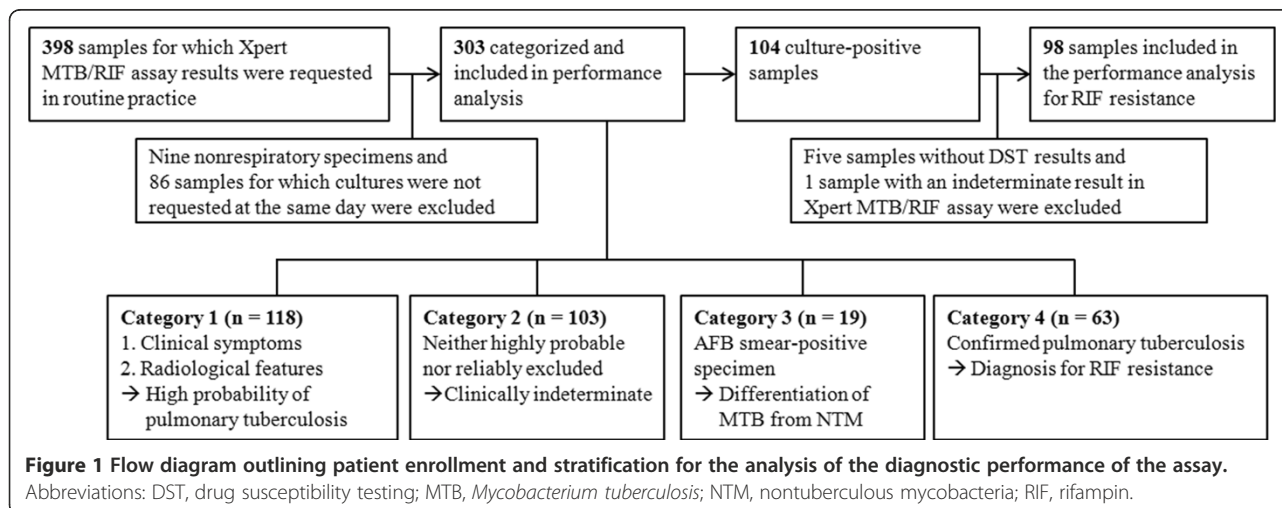 398 samples for which Xpert
MTB/RIF assay results were requested
in routine practice
303 categorized and
included in performance
analysis
104 culture-positive
samples
98 samples included in
the performance analysis
for RIF resistance
Nine nonrespiratory specimens and
86 samples for which cultures were not
requested at the same day were excluded
Five samples without DST results and
1 sample with an indeterminate result in
Xpert MTB/RIF assay were excluded
Category 1 (n = 118)
1. Clinical symptoms
2. Radiological features
→ High probability of
pulmonary tuberculosis
Category 2 (n = 103)
Neither highly probable
nor reliably excluded
→Clinically indeterminate
Category 3 (n = 19)
AFB smear-positive
specimen
→ Differentiation of
MTB from NTM
Category 4 (n = 63)
Confirmed pulmonary tuberculosis
→ Diagnosis for RIF resistance
Figure 1 Flow diagram outlining patient enrollment and stratification for the analysis of the diagnostic performance of the assay.
Abbreviations: DST, drug susceptibility testing; MTB, Mycobacterium tuberculosis; NTM, nontuberculous mycobacteria; RIF, rifampin.